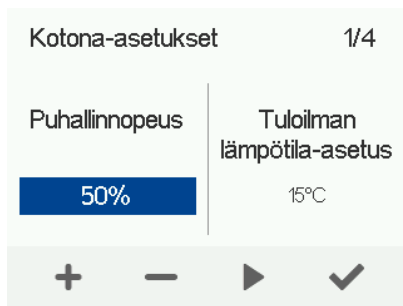 Kotona-asetukset 1/4
Puhallinnopeus
50%
Tuloilman
lämpötila-asetus
15°C